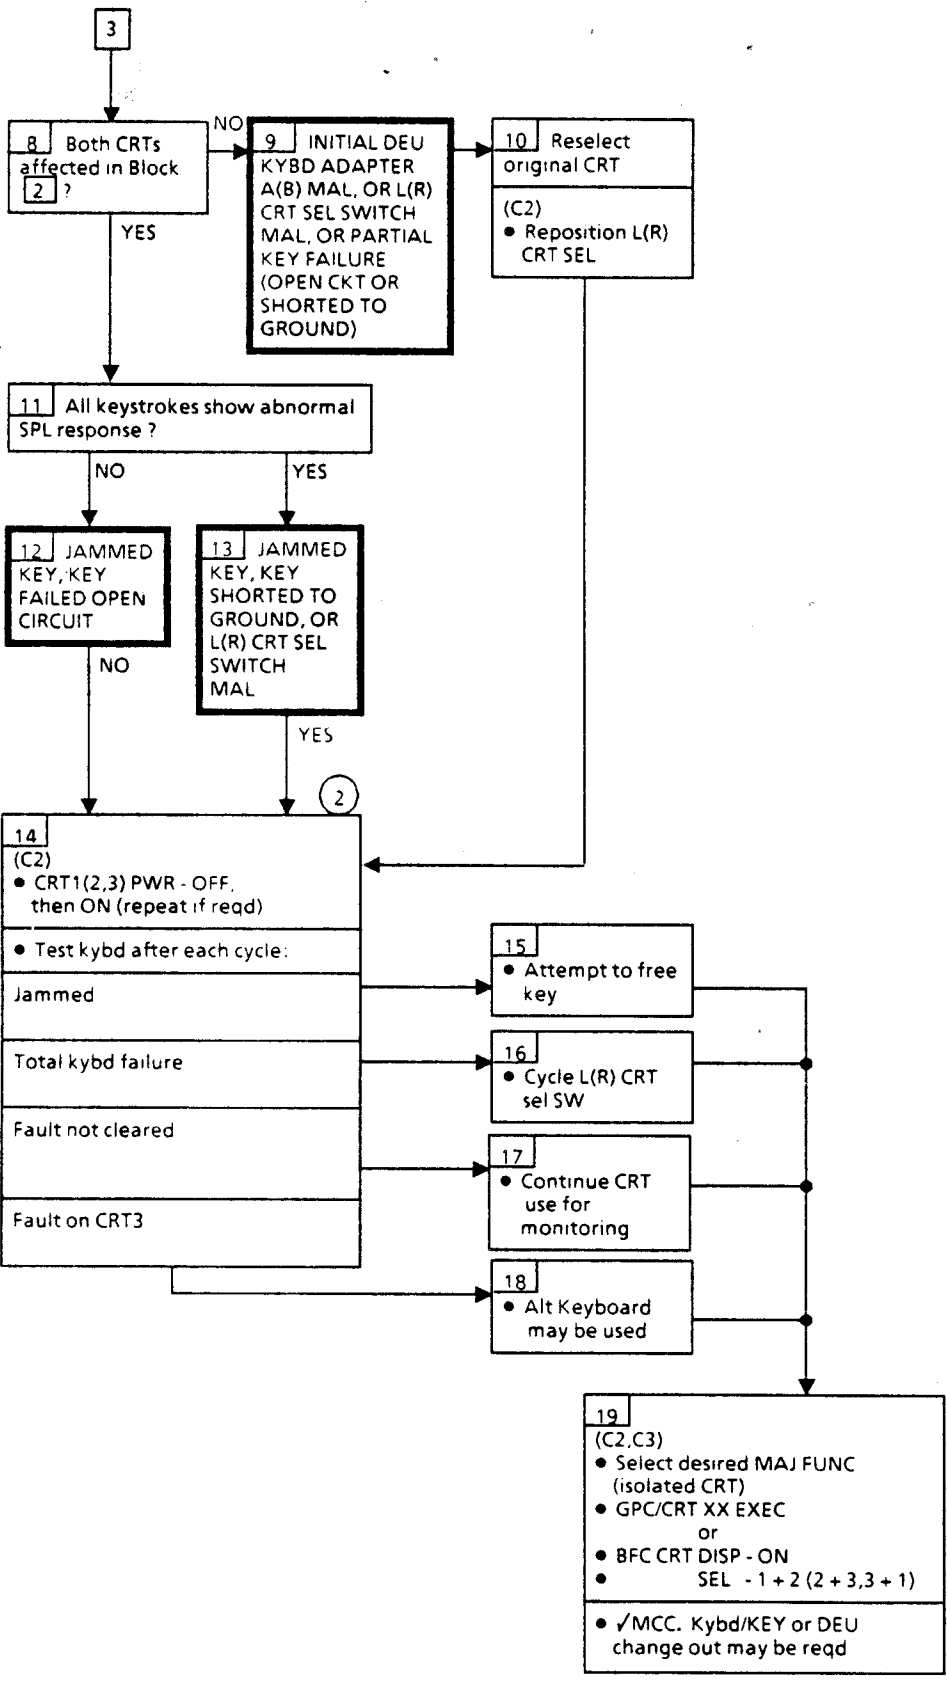 3
8 Both CRTs
affected in Block
2 ?
NO
YES
9 INITIAL DEU
KYBD ADAPTER
A(B) MAL, OR L(R)
CRT SEL SWITCH
MAL, OR PARTIAL
KEY FAILURE
(OPEN CKT OR
SHORTED TO
GROUND)
10 Reselect
original CRT
(C2)
• Reposition L(R)
CRT SEL
11 All keystrokes show abnormal
SPL response ?
NO
YES
12 JAMMED
KEY, KEY
FAILED OPEN
CIRCUIT
NO
13 JAMMED
KEY, KEY
SHORTED TO
GROUND, OR
L(R) CRT SEL
SWITCH
MAL
YES
2
14
(C2)
• CRT1(2,3) PWR - OFF,
then ON (repeat if reqd)
• Test kybd after each cycle:
Jammed
Total kybd failure
Fault not cleared
Fault on CRT3
15
• Attempt to free
key
16
• Cycle L(R) CRT
sel SW
17
• Continue CRT
use for
monitoring
18
• Alt Keyboard
may be used
19
(C2,C3)
• Select desired MAJ FUNC
(isolated CRT)
• GPC/CRT XX EXEC
or
• BFC CRT DISP - ON
• SEL - 1 + 2 (2 + 3,3 + 1)
• ✓MCC. Kybd/KEY or DEU
change out may be reqd